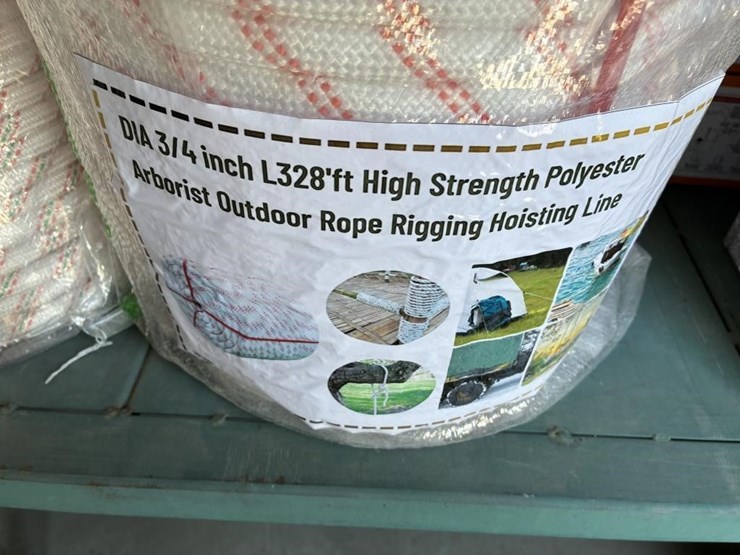 DIA 3/4 inch L328'ft High Strength Polyester
Arborist Outdoor Rope Rigging Hoisting Line